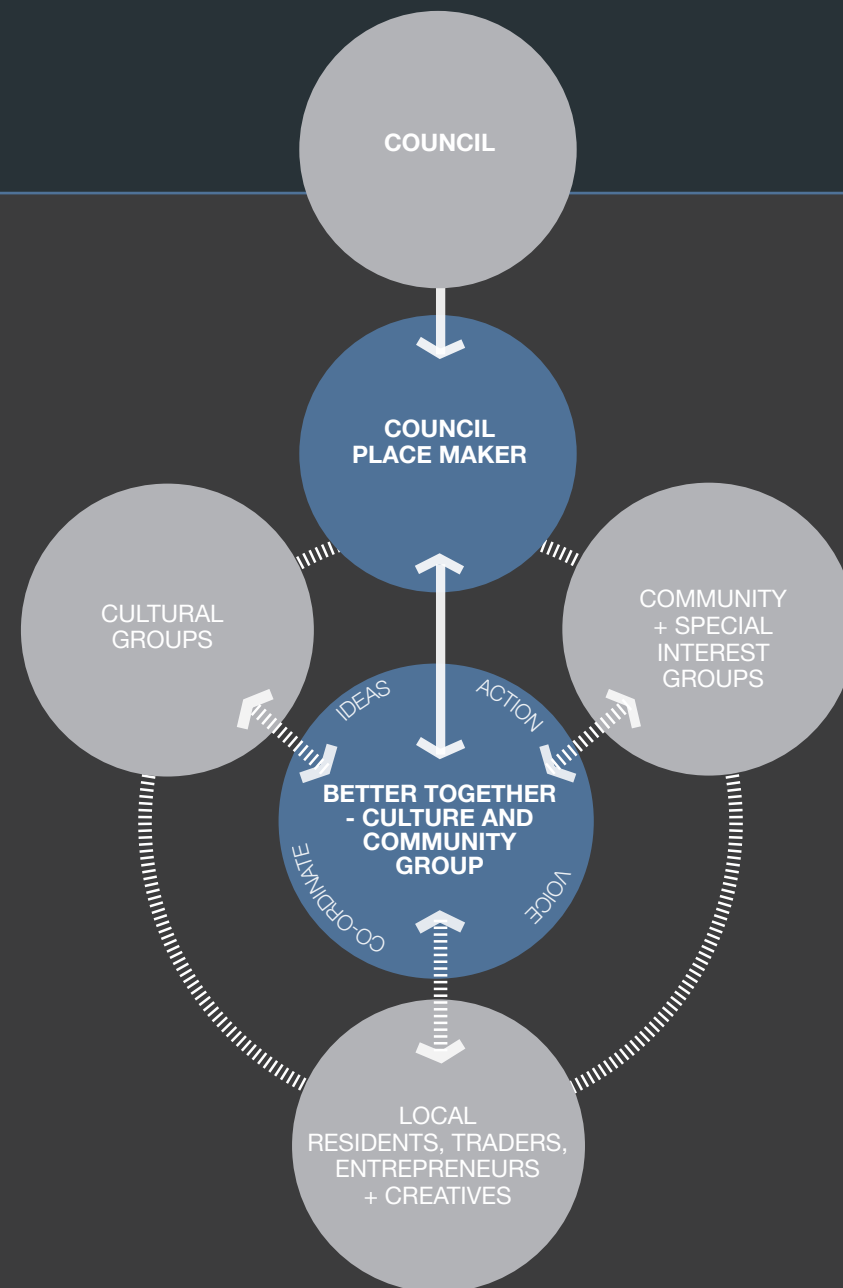 COUNCIL
COUNCIL
PLACE MAKER
CULTURAL
GROUPS
COMMUNITY
+ SPECIAL
INTEREST
GROUPS
IDEAS
ACTION
BETTER TOGETHER
- CULTURE AND
COMMUNITY
GROUP
CO-ORDINATE
VOICE
LOCAL
RESIDENTS, TRADERS,
ENTREPRENEURS
+ CREATIVES